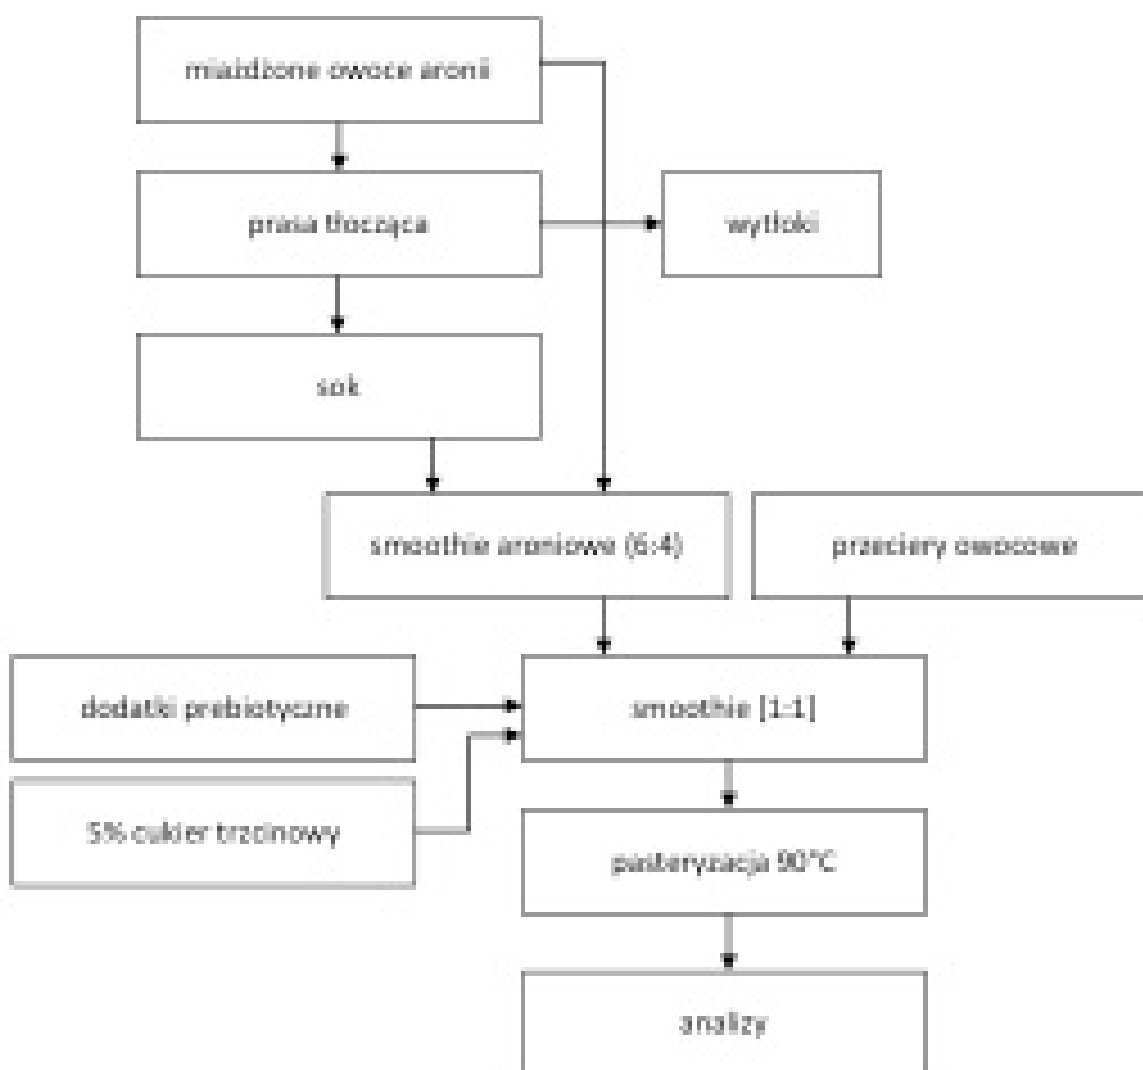 miażdżone owoce aronii
prasa tłocząca
wytłoki
sok
smoothie aroniowe (6:4)
przeciery owocowe
dodatki prebiotyczne
smoothie [1:1]
5% cukier trzcinowy
pasteryzacja 90°C
analizy